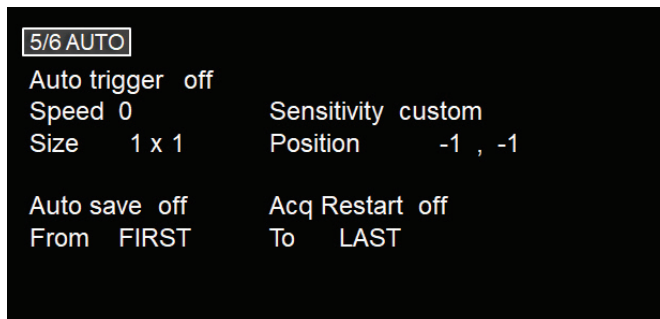 5/6 AUTO
Auto trigger off
Speed 0 Sensitivity custom
Size 1 x 1 Position -1 , -1
Auto save off Acq Restart off
From FIRST To LAST